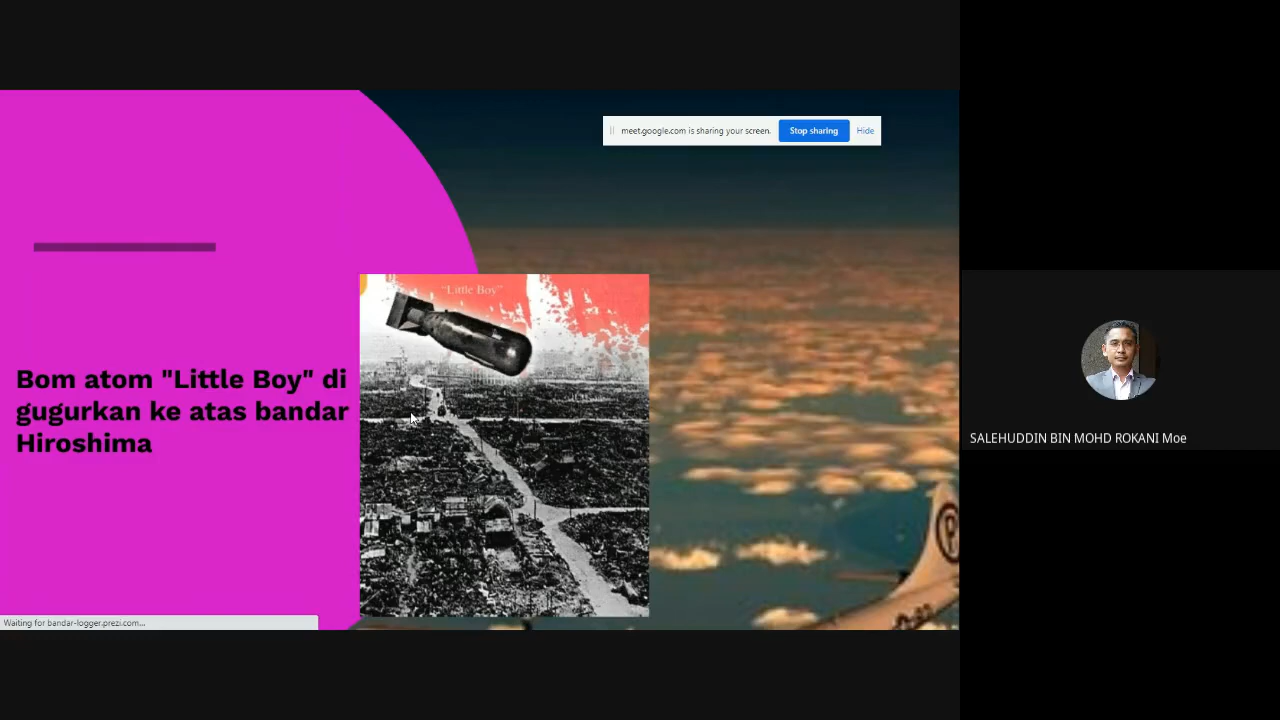 meet.google.com is sharing your screen.
Stop sharing
Hide
"Little Boy"
Bom atom "Little Boy" di
gugurkan ke atas bandar
Hiroshima
SALEHUDDIN BIN MOHD ROKANI Moe
Waiting for bandar-logger.prezi.com...